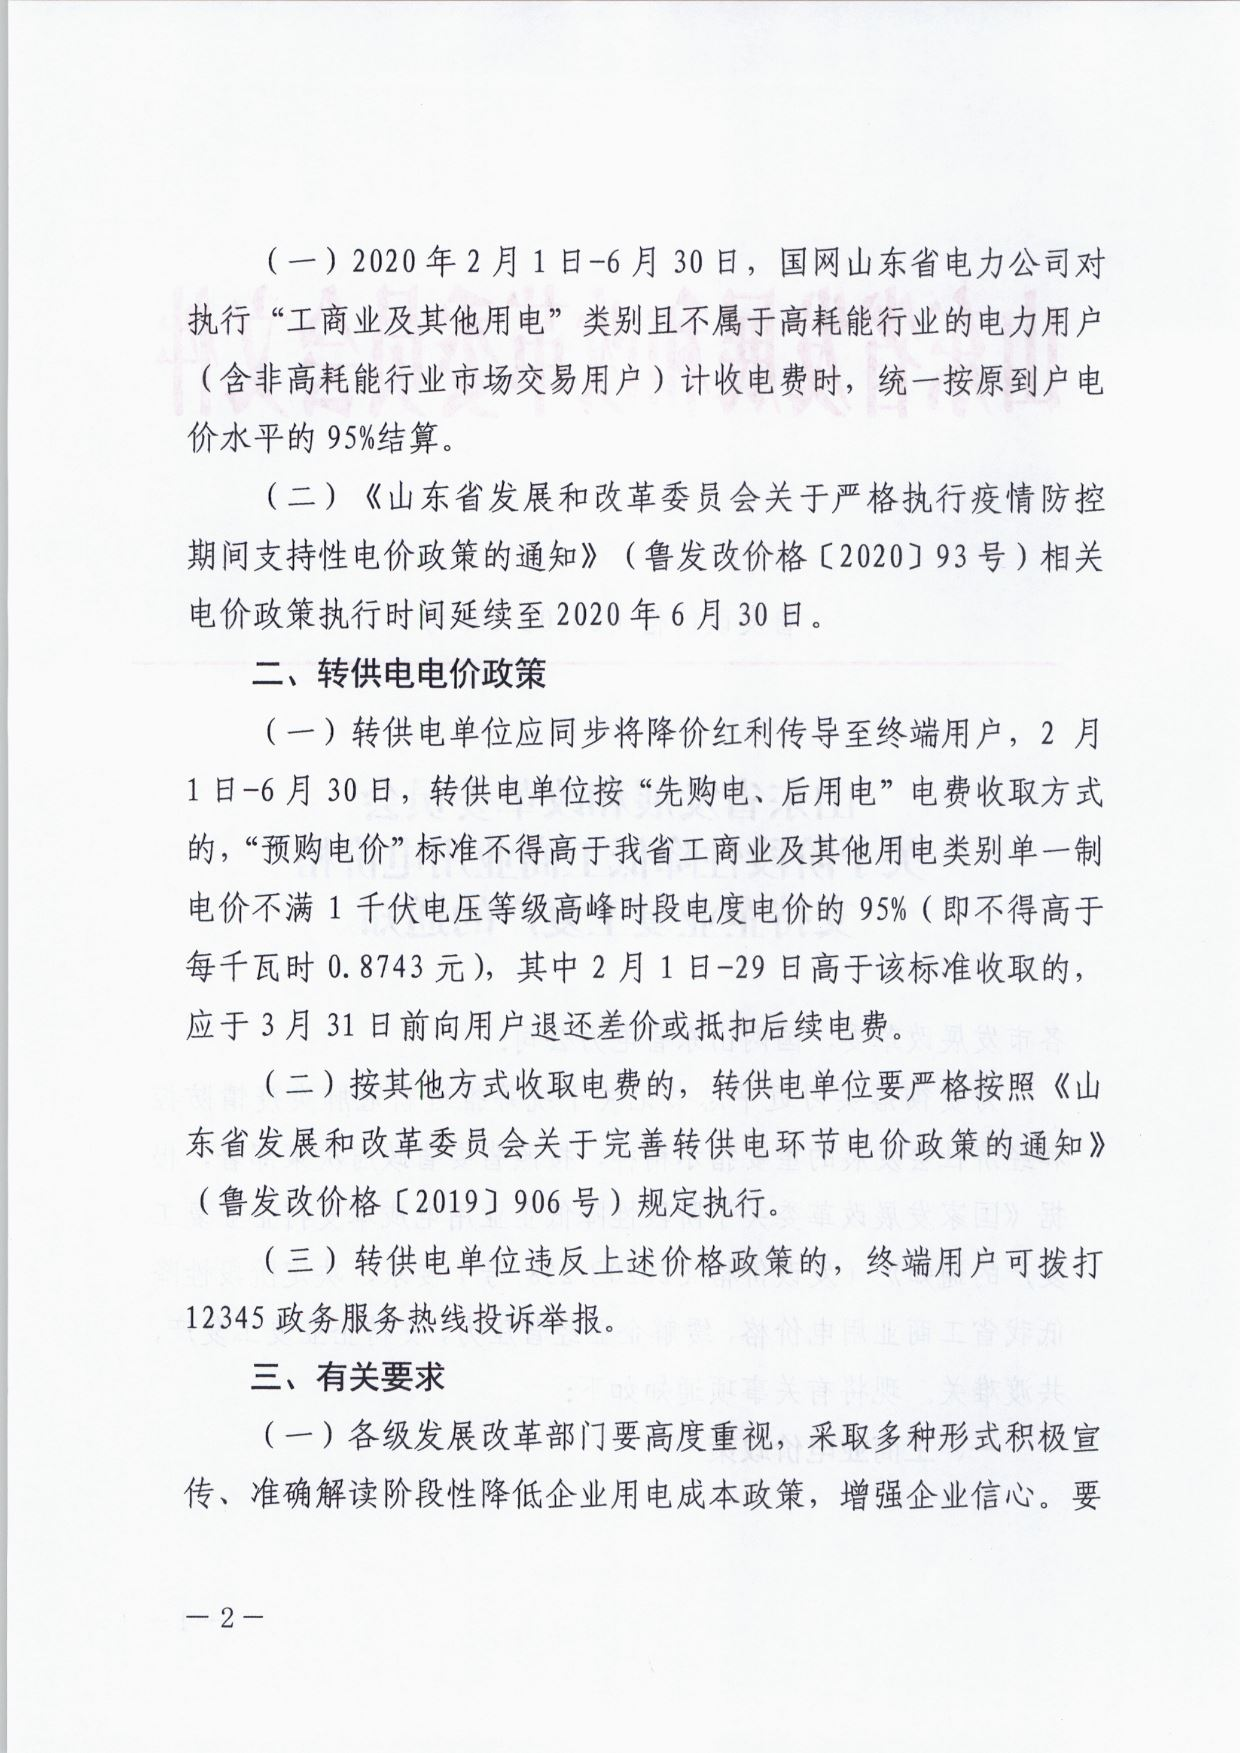 （一）2020年2月1日-6月30日，国网山东省电力公司对
执行“工商业及其他用电”类别且不属于高耗能行业的电力用户
（含非高耗能行业市场交易用户）计收电费时，统一按原到户电
价水平的95%结算。
（二）《山东省发展和改革委员会关于严格执行疫情防控
期间支持性电价政策的通知》（鲁发改价格〔2020〕93号）相关
电价政策执行时间延续至2020年6月30日。
二、转供电电价政策
（一）转供电单位应同步将降价红利传导至终端用户，2月
1日-6月30日，转供电单位按“先购电、后用电”电费收取方式
的，“预购电价”标准不得高于我省工商业及其他用电类别单一制
电价不满1千伏电压等级高峰时段电度电价的95%（即不得高于
每千瓦时0.8743元），其中2月1日-29日高于该标准收取的，
应于3月31日前向用户退还差价或抵扣后续电费。
（二）按其他方式收取电费的，转供电单位要严格按照《山
东省发展和改革委员会关于完善转供电环节电价政策的通知》
（鲁发改价格〔2019〕906号）规定执行。
（三）转供电单位违反上述价格政策的，终端用户可拨打
12345政务服务热线投诉举报。
三、有关要求
（一）各级发展改革部门要高度重视，采取多种形式积极宣
传、准确解读阶段性降低企业用电成本政策，增强企业信心。要
—2—